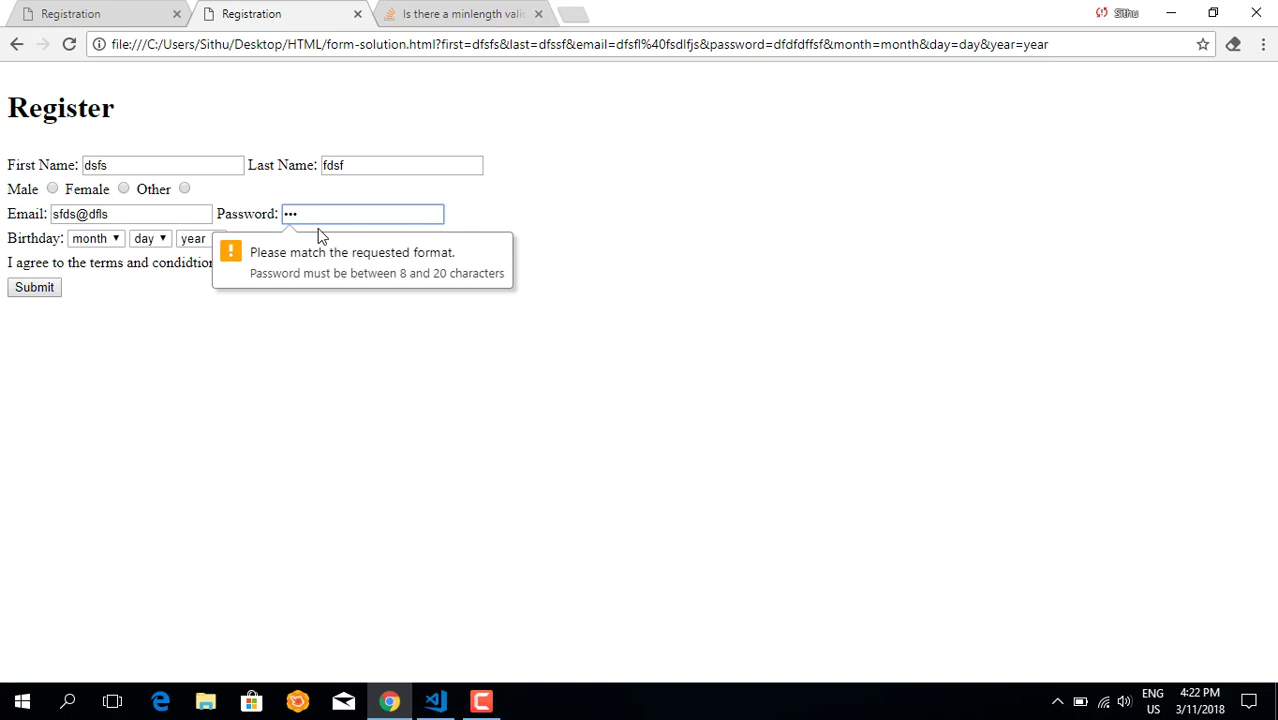 Registration
Registration
Is there a minlength valid
Sithu
file:///C:/Users/Sithu/Desktop/HTML/form-solution.html?first=dfsfs&last=dfssf&email=dfsfl%40fsdlfjs&password=dfdfdffsf&month=month&day=day&year=year
Register
First Name: dsfs Last Name: fdsf
Male Female Other
Email: sfds@dfls Password: •••
Birthday: month day year
Please match the requested format.
I agree to the terms and condidtion
Password must be between 8 and 20 characters
Submit
ENG 4:22 PM
US 3/11/2018